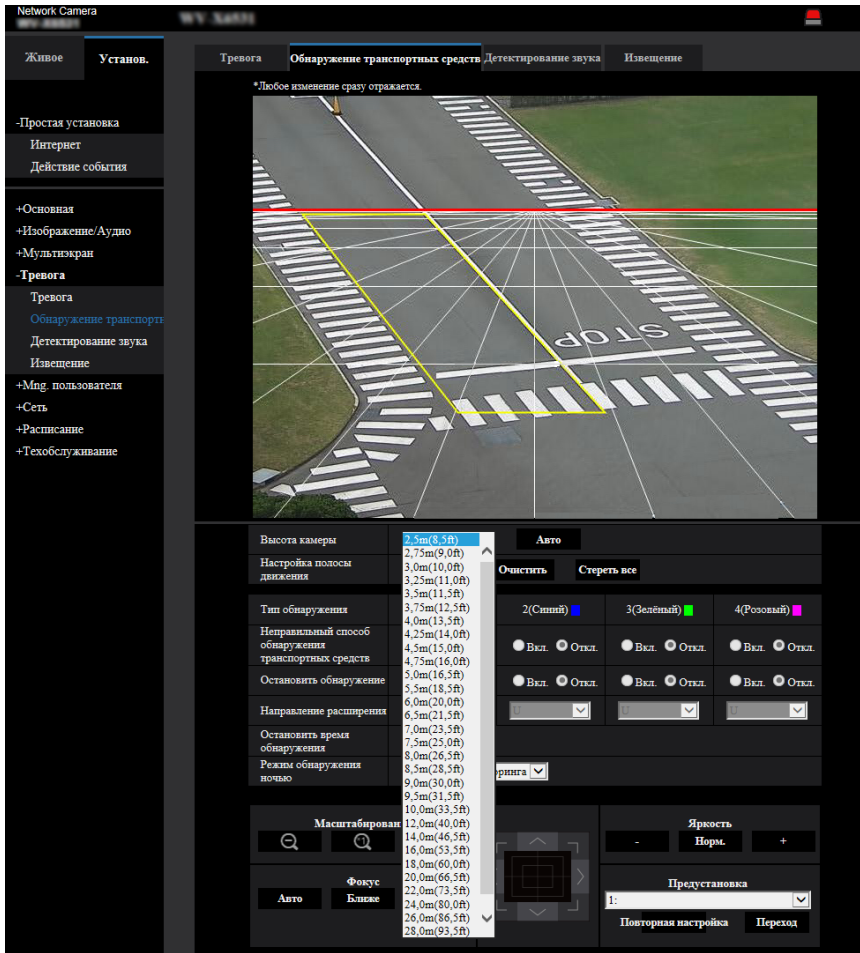 Network Camera
Живое
Установ.
Тревога
Обнаружение транспортных средств
Детектирование звука
Извещение
*Любое изменение сразу отражается.
-Простая установка
Интернет
Действие события
+Основная
+Изображение/Аудио
+Мультиэкран
-Тревога
Тревога
Обнаружение транспортн
Детектирование звука
Извещение
+Mng. пользователя
+Сеть
+Расписание
+Техобслуживание
STOP
Высота камеры
Авто
Настройка полосы движения
Очистить
Стереть все
2,5m(8,5ft)
2,75m(9,0ft)
3,0m(10,0ft)
3,25m(11,0ft)
3,5m(11,5ft)
3,75m(12,5ft)
4,0m(13,5ft)
4,25m(14,0ft)
4,5m(15,0ft)
4,75m(16,0ft)
5,0m(16,5ft)
5,5m(18,5ft)
6,0m(20,0ft)
6,5m(21,5ft)
7,0m(23,5ft)
7,5m(25,0ft)
8,0m(26,5ft)
8,5m(28,5ft)
9,0m(30,0ft)
9,5m(31,5ft)
10,0m(33,5ft)
12,0m(40,0ft)
14,0m(46,5ft)
16,0m(53,5ft)
18,0m(60,0ft)
20,0m(66,5ft)
22,0m(73,5ft)
24,0m(80,0ft)
26,0m(86,5ft)
28,0m(93,5ft)
Тип обнаружения
2(Синий)
3(Зелёный)
4(Розовый)
Неправильный способ обнаружения транспортных средств
Вкл. Откл.
Вкл. Откл.
Вкл. Откл.
Остановить обнаружение
Вкл. Откл.
Вкл. Откл.
Вкл. Откл.
Направление расширения
U
U
U
Остановить время обнаружения
Режим обнаружения ночью
оринга
Масштабирован
Яркость
-
Норм.
+
Фокус
Авто
Ближе
Предустановка
1:
Повторная настройка
Переход